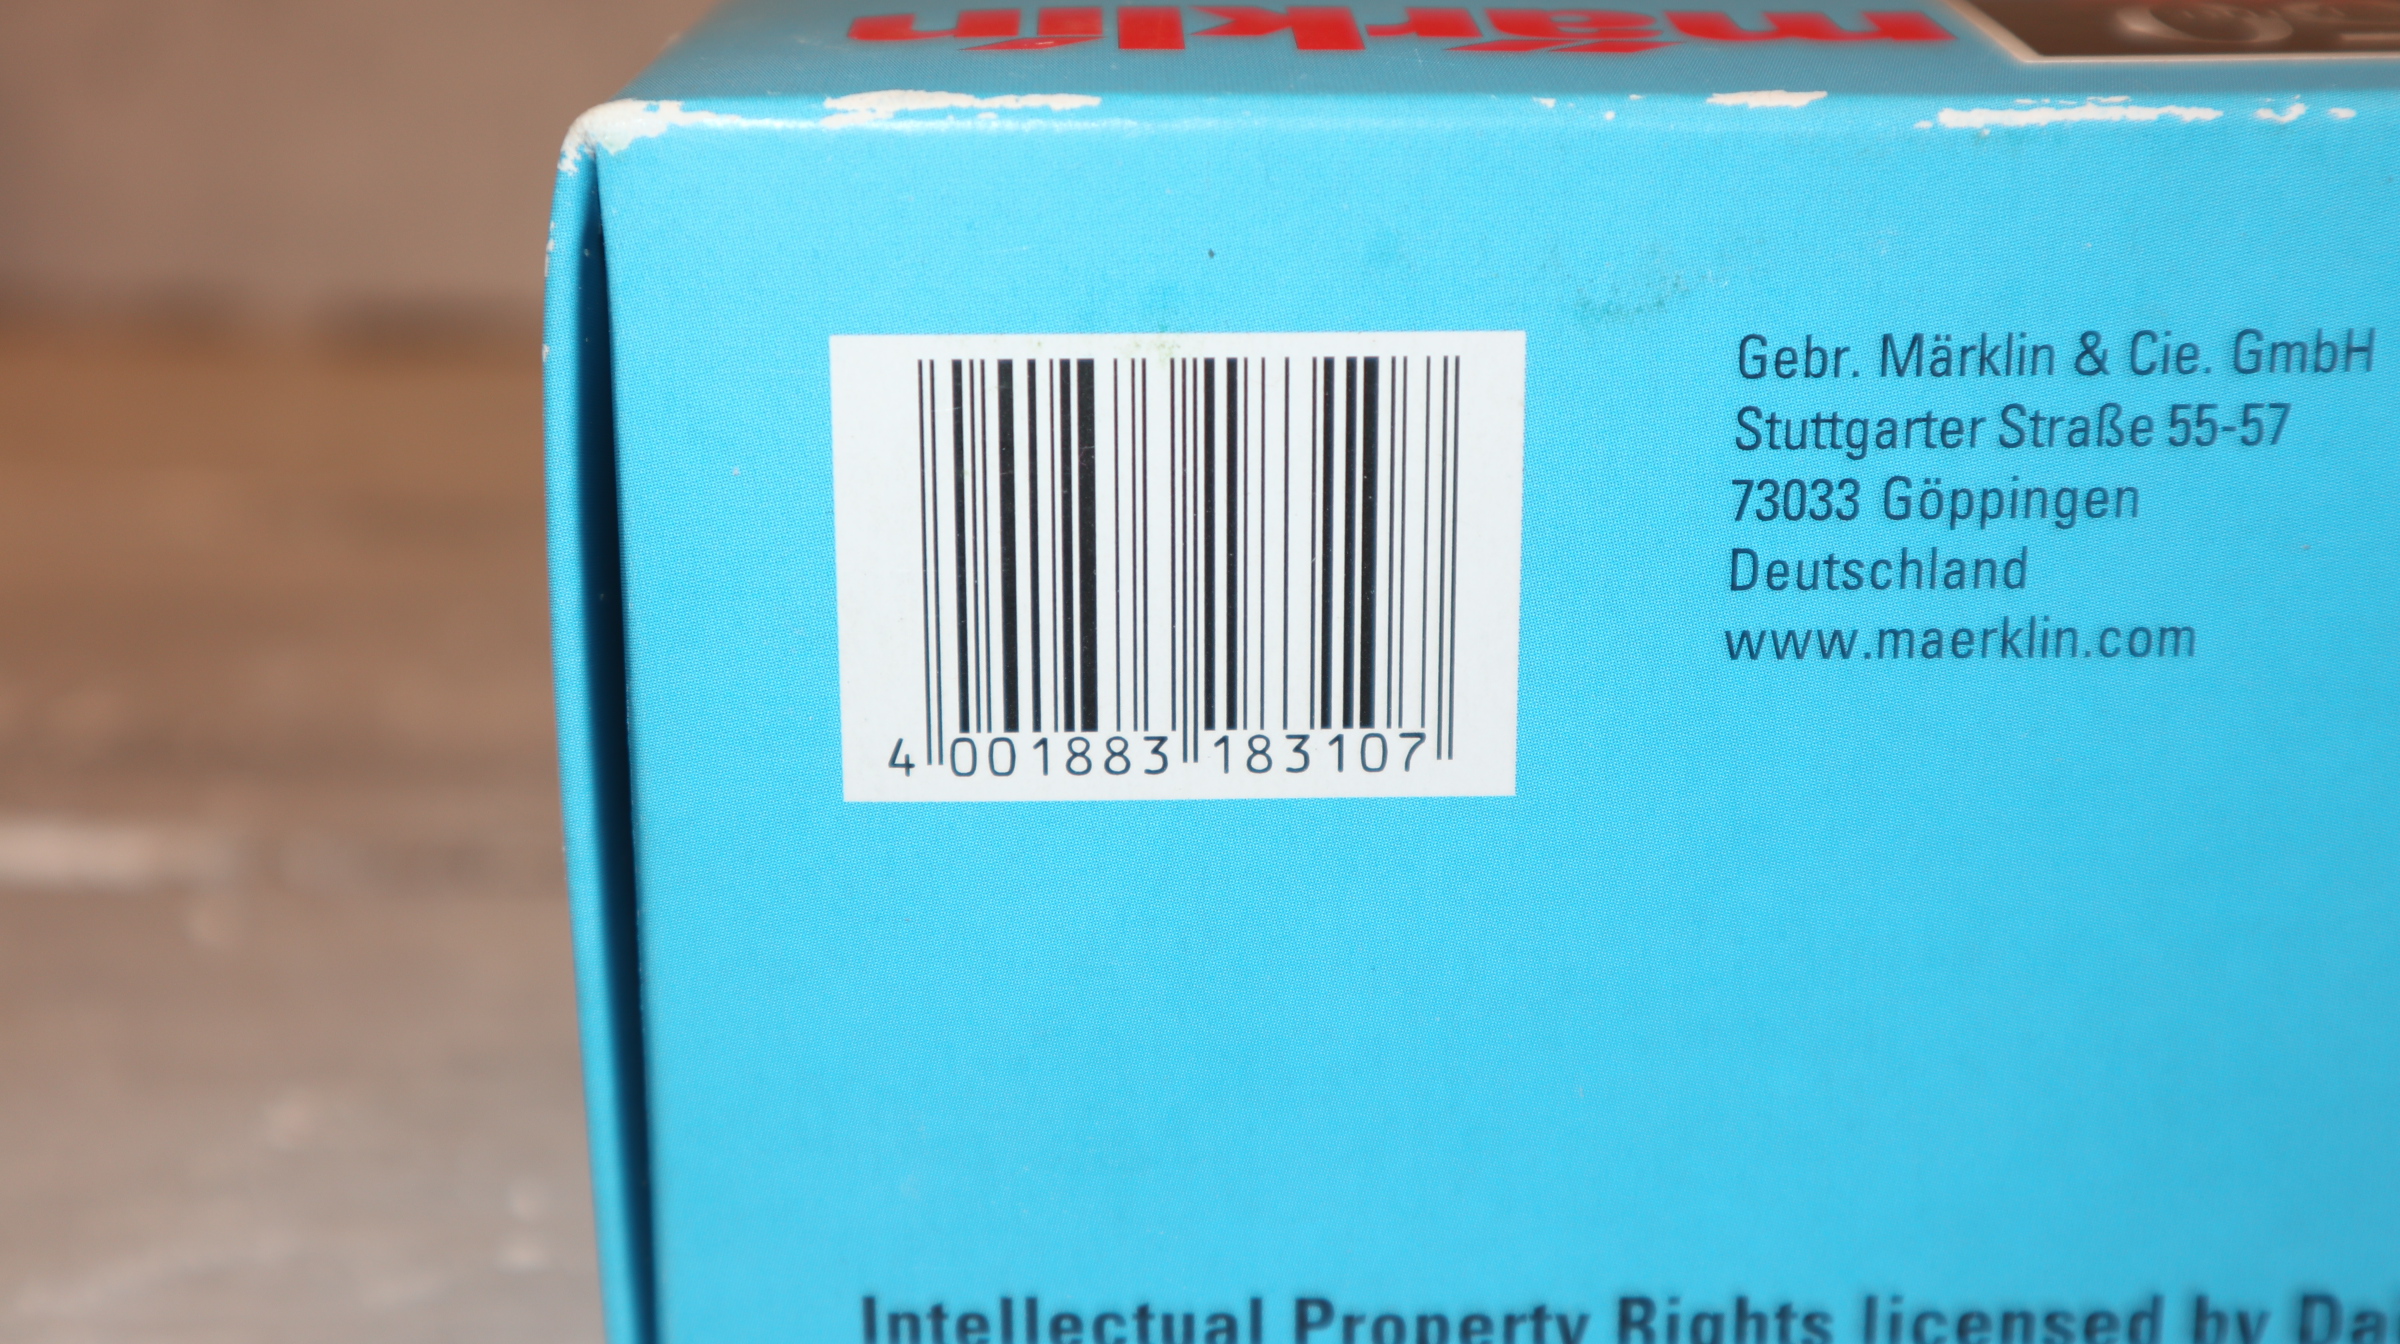 märklin
4 001883 183107
Gebr. Märklin & Cie. GmbH
Stuttgarter Straße 55-57
73033 Göppingen
Deutschland
www.maerklin.com
Intellectual Property Rights licensed by